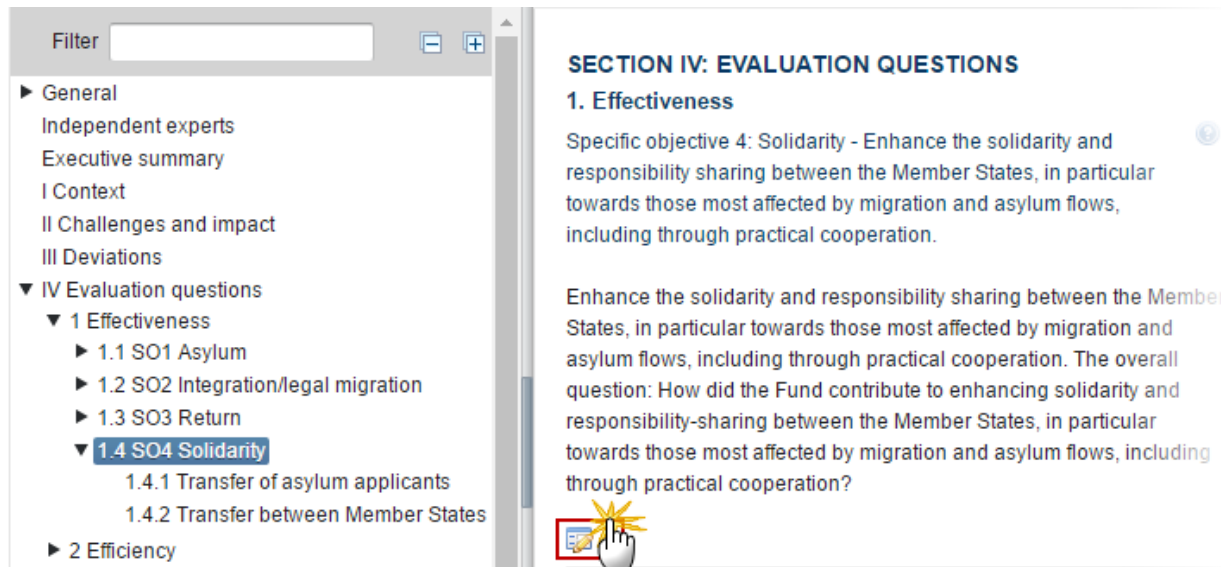 Filter
General
Independent experts
Executive summary
I Context
II Challenges and impact
III Deviations
IV Evaluation questions
1 Effectiveness
1.1 SO1 Asylum
1.2 SO2 Integration/legal migration
1.3 SO3 Return
1.4 SO4 Solidarity
1.4.1 Transfer of asylum applicants
1.4.2 Transfer between Member States
2 Efficiency
SECTION IV: EVALUATION QUESTIONS
1. Effectiveness
Specific objective 4: Solidarity - Enhance the solidarity and
responsibility sharing between the Member States, in particular
towards those most affected by migration and asylum flows,
including through practical cooperation.
Enhance the solidarity and responsibility sharing between the Member
States, in particular towards those most affected by migration and
asylum flows, including through practical cooperation. The overall
question: How did the Fund contribute to enhancing solidarity and
responsibility-sharing between the Member States, in particular
towards those most affected by migration and asylum flows, including
through practical cooperation?